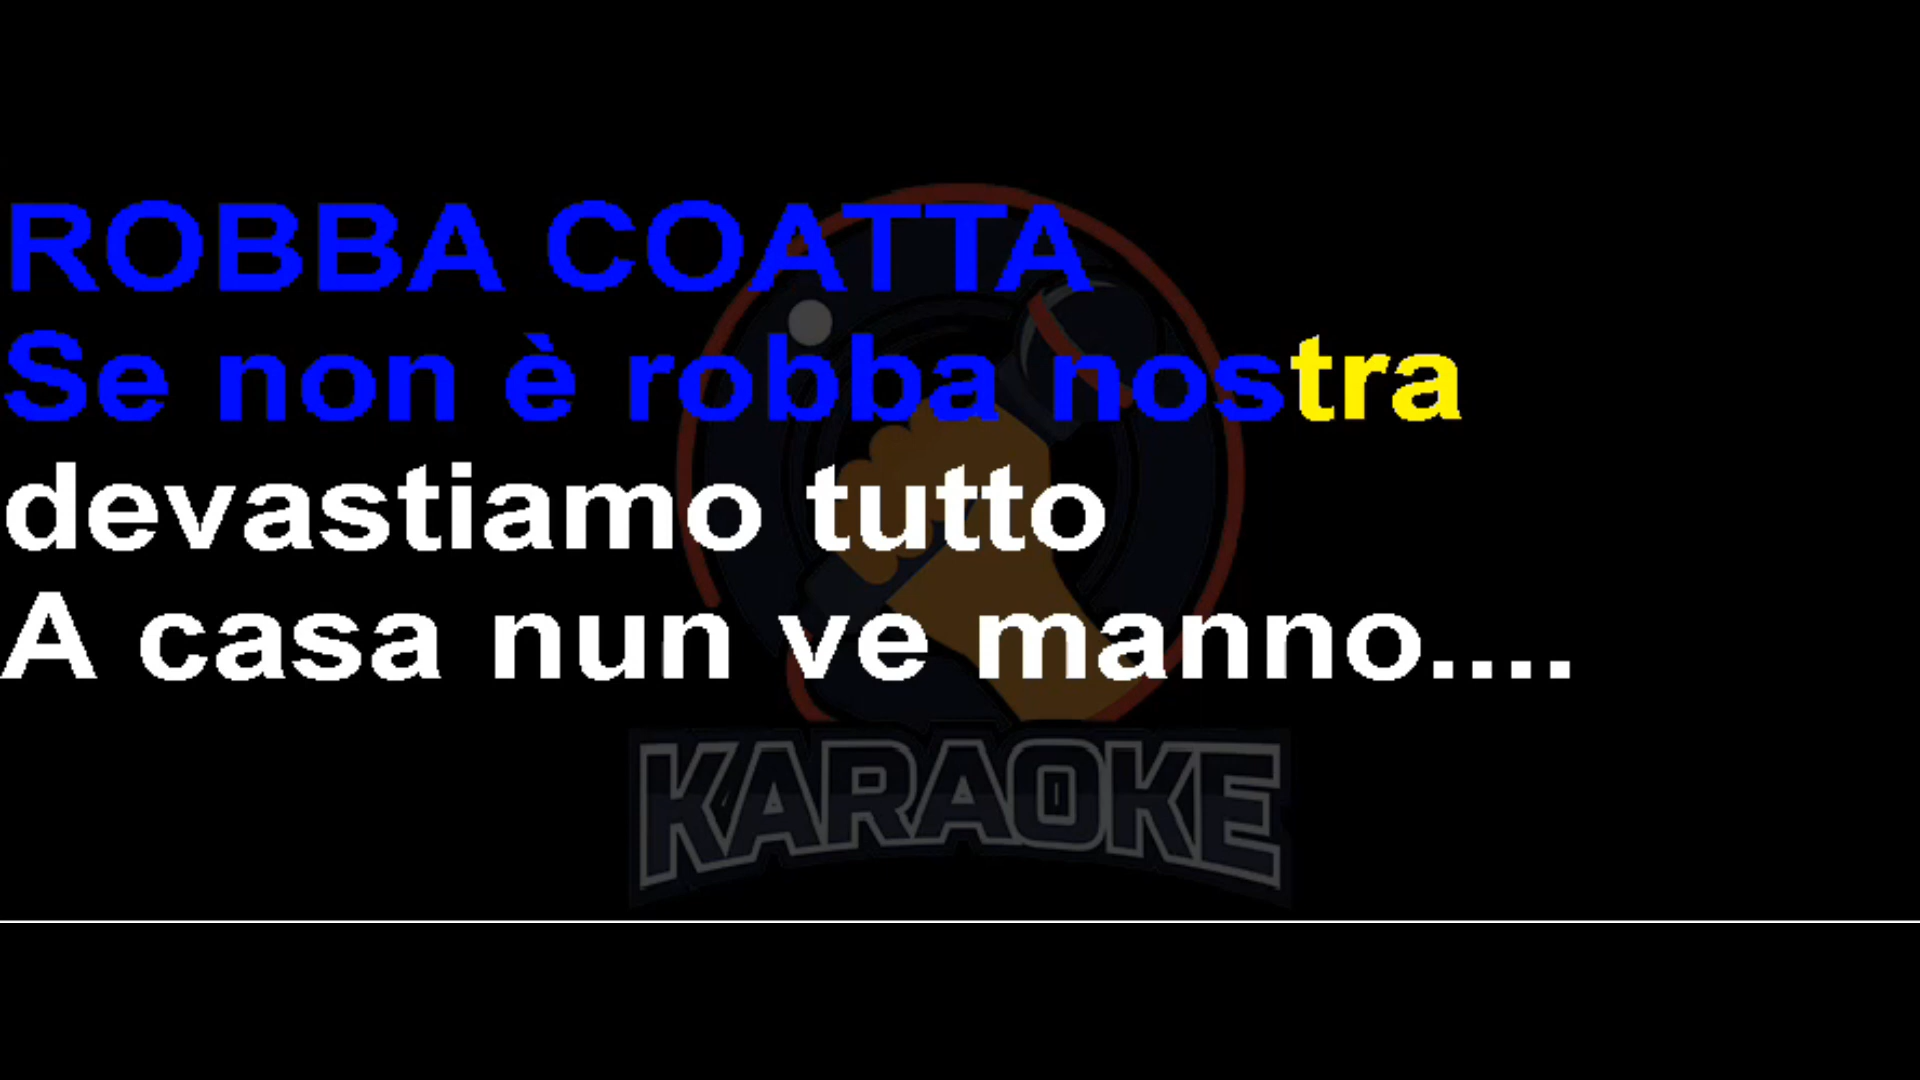 ROBBA COATTA
Se non è robba nostra
devastiamo tutto
A casa nun ve manno....
KARAOKE